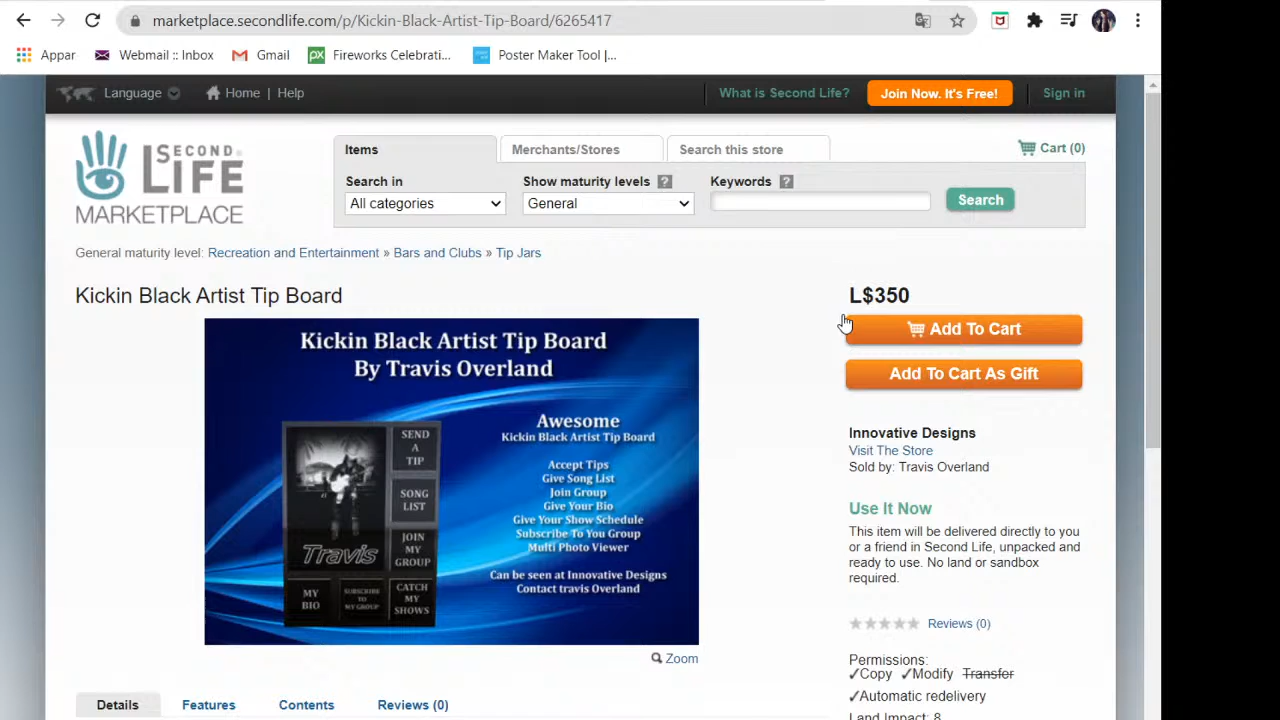 marketplace.secondlife.com/p/Kickin-Black-Artist-Tip-Board/6265417
Appar
Webmail :: Inbox
Gmail
Fireworks Celebrati...
Poster Maker Tool |...
Language
Home | Help
What is Second Life?
Join Now. It's Free!
Sign in
SECOND LIFE
MARKETPLACE
Items
Merchants/Stores
Search this store
Cart (0)
Search in
Show maturity levels ?
Keywords ?
All categories
General
Search
General maturity level: Recreation and Entertainment » Bars and Clubs » Tip Jars
Kickin Black Artist Tip Board
Kickin Black Artist Tip Board
By Travis Overland
SEND
A
TIP
SONG
LIST
JOIN
MY
GROUP
Travis
MY
BIO
SUBSCRIBE
TO
MY GROUP
CATCH
MY
SHOWS
Awesome
Kickin Black Artist Tip Board
Accept Tips
Give Song List
Join Group
Give Your Bio
Give Your Show Schedule
Subscribe To You Group
Multi Photo Viewer
Can be seen at Innovative Designs
Contact travis Overland
Zoom
L$350
Add To Cart
Add To Cart As Gift
Innovative Designs
Visit The Store
Sold by: Travis Overland
Use It Now
This item will be delivered directly to you
or a friend in Second Life, unpacked and
ready to use. No land or sandbox
required.
Reviews (0)
Permissions:
✓Copy ✓Modify Transfer
✓Automatic redelivery
Land Impact: 8
Details
Features
Contents
Reviews (0)